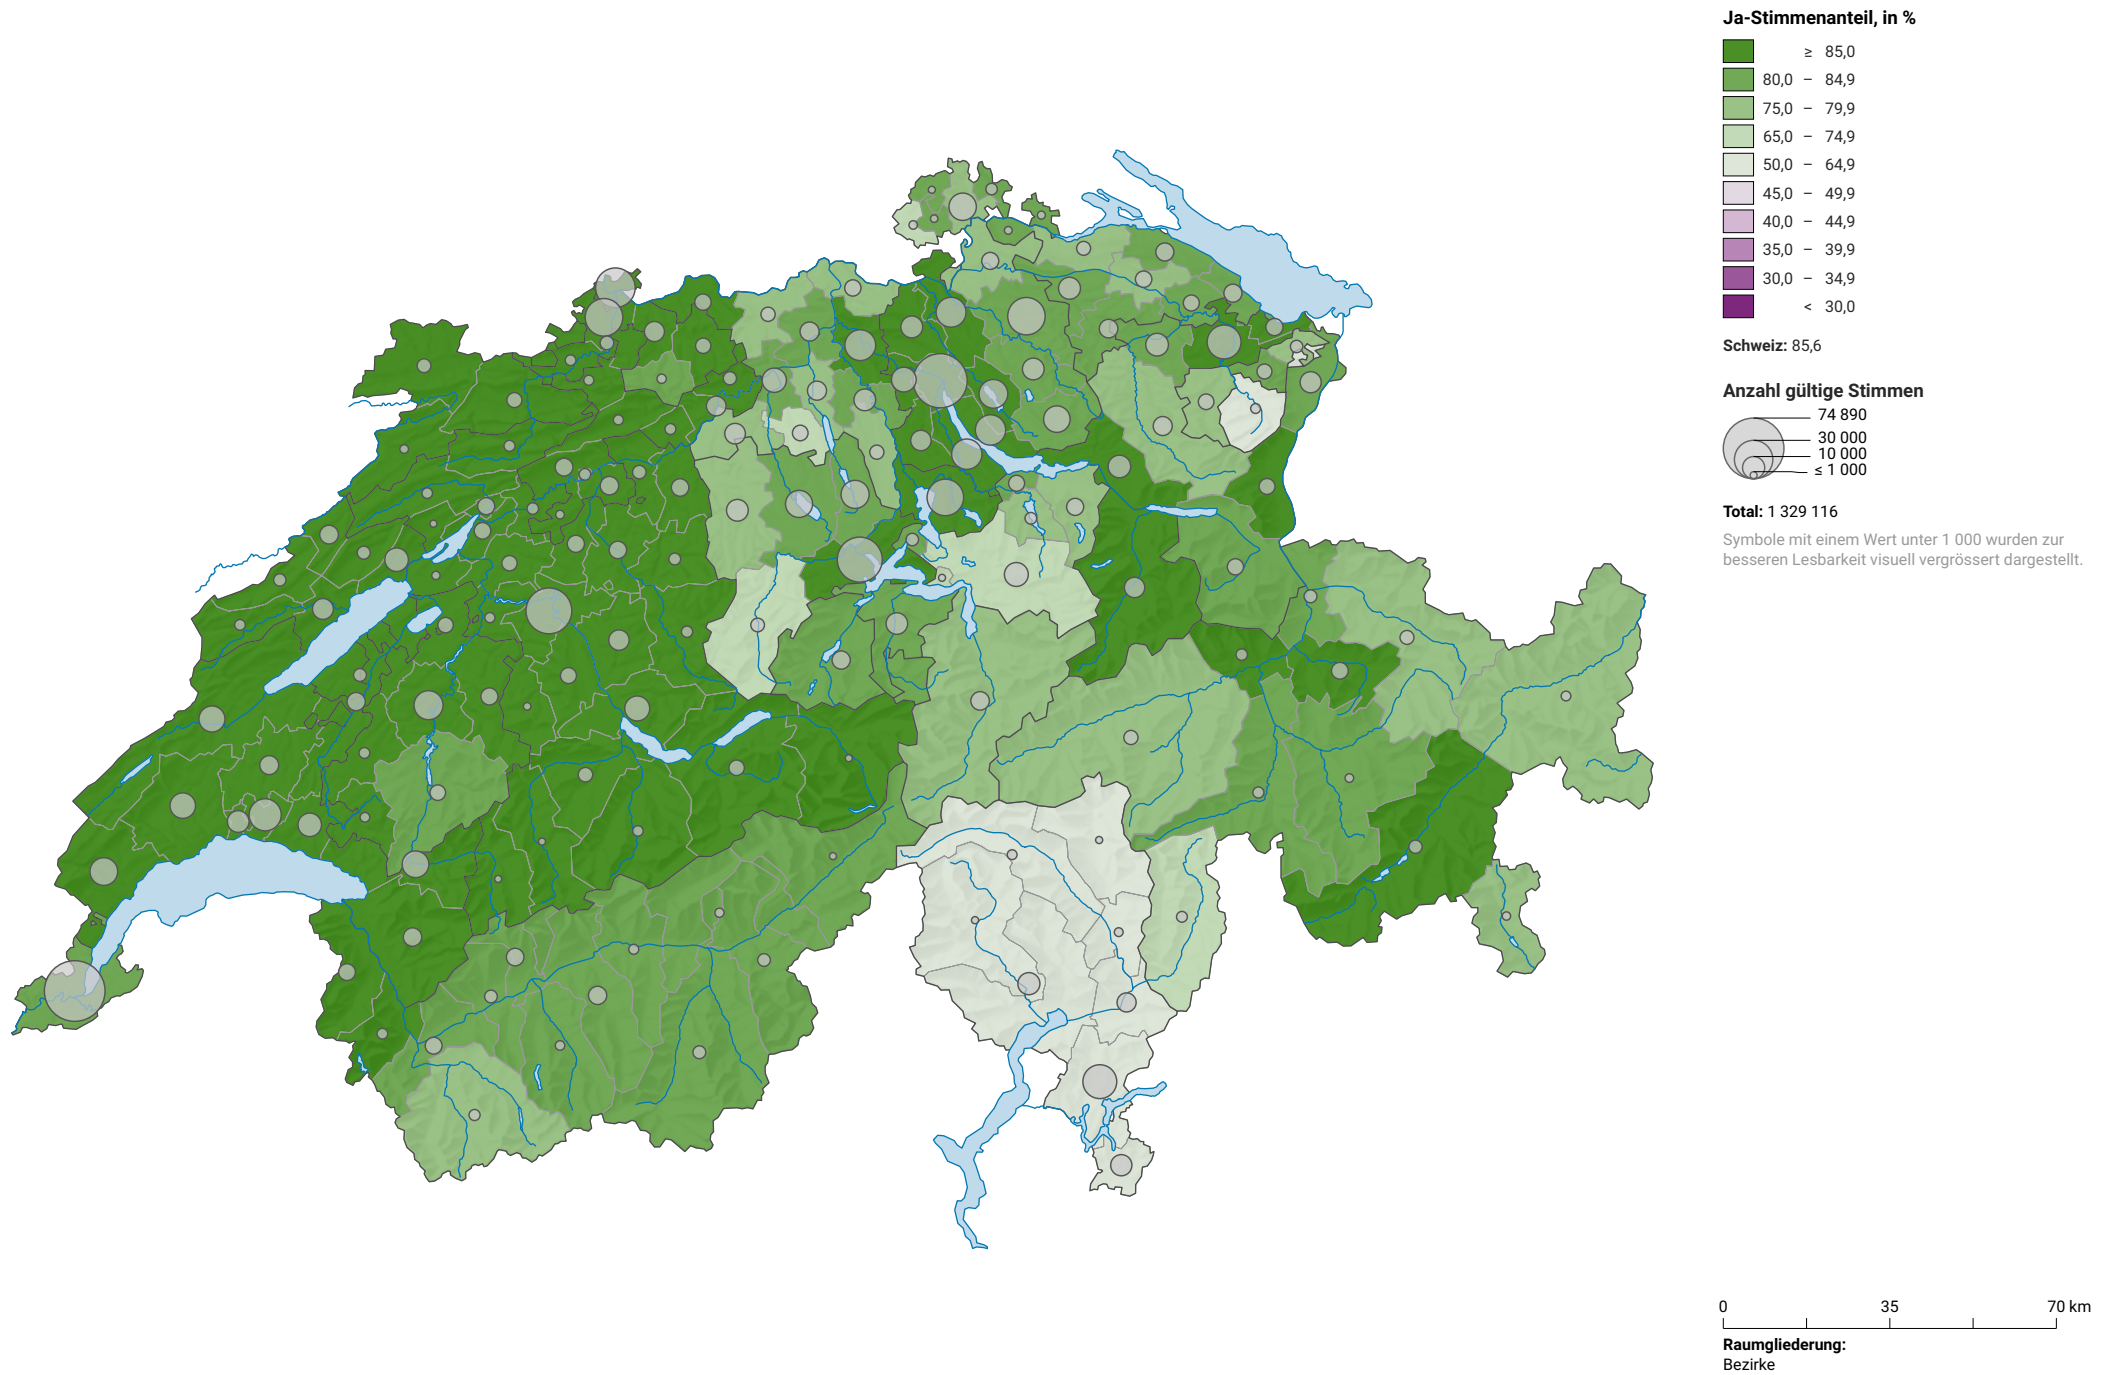 Ja-Stimmenanteil, in %
≥ 85,0
80,0 – 84,9
75,0 – 79,9
65,0 – 74,9
50,0 – 64,9
45,0 – 49,9
40,0 – 44,9
35,0 – 39,9
30,0 – 34,9
< 30,0
Schweiz: 85,6
Anzahl gültige Stimmen
74 890
30 000
10 000
≤ 1 000
Total: 1 329 116
Symbole mit einem Wert unter 1 000 wurden zur
besseren Lesbarkeit visuell vergrössert dargestellt.
0 35 70 km
Raumgliederung:
Bezirke